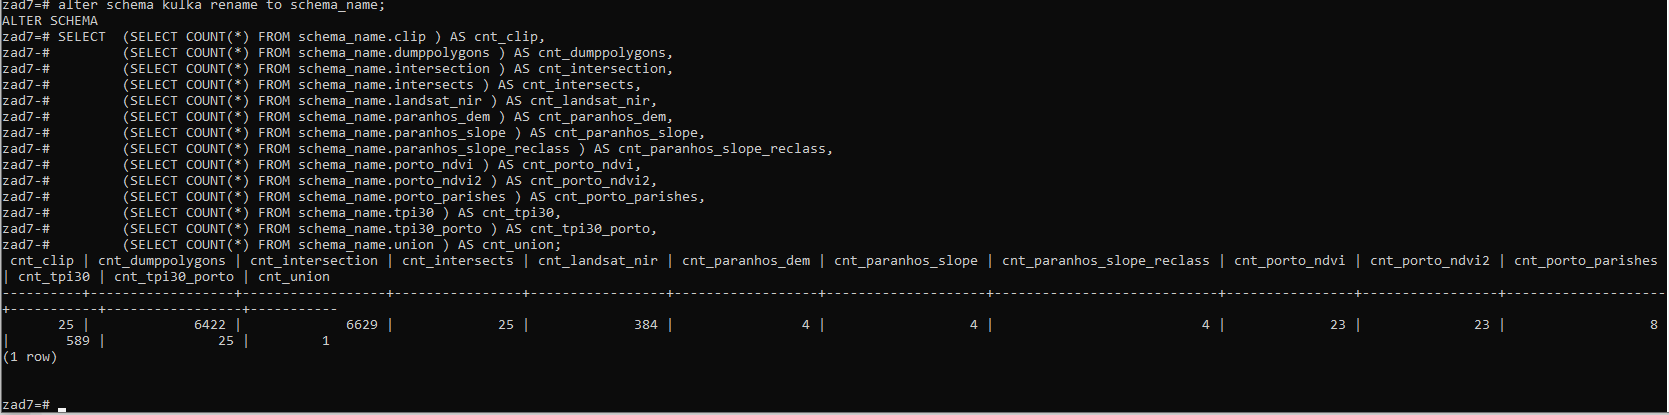 zad7=# alter schema kulka rename to schema_name;
ALTER SCHEMA
zad7=# SELECT  (SELECT COUNT(*) FROM schema_name.clip ) AS cnt_clip,
zad7-#         (SELECT COUNT(*) FROM schema_name.dumppolygons ) AS cnt_dumppolygons,
zad7-#         (SELECT COUNT(*) FROM schema_name.intersection ) AS cnt_intersection,
zad7-#         (SELECT COUNT(*) FROM schema_name.intersects ) AS cnt_intersects,
zad7-#         (SELECT COUNT(*) FROM schema_name.landsat_nir ) AS cnt_landsat_nir,
zad7-#         (SELECT COUNT(*) FROM schema_name.paranhos_dem ) AS cnt_paranhos_dem,
zad7-#         (SELECT COUNT(*) FROM schema_name.paranhos_slope ) AS cnt_paranhos_slope,
zad7-#         (SELECT COUNT(*) FROM schema_name.paranhos_slope_reclass ) AS cnt_paranhos_slope_reclass,
zad7-#         (SELECT COUNT(*) FROM schema_name.porto_ndvi ) AS cnt_porto_ndvi,
zad7-#         (SELECT COUNT(*) FROM schema_name.porto_ndvi2 ) AS cnt_porto_ndvi2,
zad7-#         (SELECT COUNT(*) FROM schema_name.porto_parishes ) AS cnt_porto_parishes,
zad7-#         (SELECT COUNT(*) FROM schema_name.tpi30 ) AS cnt_tpi30,
zad7-#         (SELECT COUNT(*) FROM schema_name.tpi30_porto ) AS cnt_tpi30_porto,
zad7-#         (SELECT COUNT(*) FROM schema_name.union ) AS cnt_union;
 cnt_clip | cnt_dumppolygons | cnt_intersection | cnt_intersects | cnt_landsat_nir | cnt_paranhos_dem | cnt_paranhos_slope | cnt_paranhos_slope_reclass | cnt_porto_ndvi | cnt_porto_ndvi2 | cnt_porto_parishes
| cnt_tpi30 | cnt_tpi30_porto | cnt_union
----------+------------------+------------------+----------------+-----------------+------------------+--------------------+----------------------------+----------------+-----------------+--------------------
+-----------+-----------------+-----------
       25 |             6422 |             6629 |             25 |             384 |                4 |                  4 |                          4 |             23 |              23 |                  8
|       589 |              25 |         1
(1 row)
zad7=#